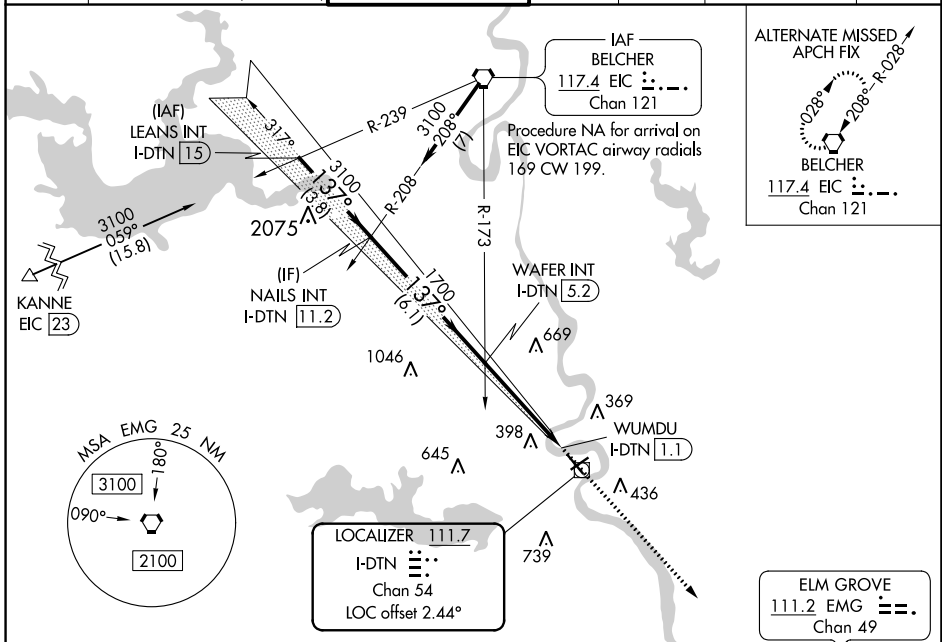 IAF
BELCHER
117.4 EIC
Chan 121
Procedure NA for arrival on
EIC VORTAC airway radials
169 CW 199.
ALTERNATE MISSED
APCH FIX
R-028
028°
208°
BELCHER
117.4 EIC
Chan 121
(IAF)
LEANS INT
I-DTN 15
317°
R-239
3100
208°
(7)
R-208
R-173
3100
137°
(3.8)
2075
3100
059°
(15.8)
KANNE
EIC 23
(IF)
NAILS INT
I-DTN 11.2
1700
137°
(6.1)
WAFER INT
I-DTN 5.2
669
1046
369
398
WUMDU
I-DTN 1.1
645
436
739
MSA EMG 25 NM
180°
3100
090°
2100
LOCALIZER 111.7
I-DTN
Chan 54
LOC offset 2.44°
ELM GROVE
111.2 EMG
Chan 49